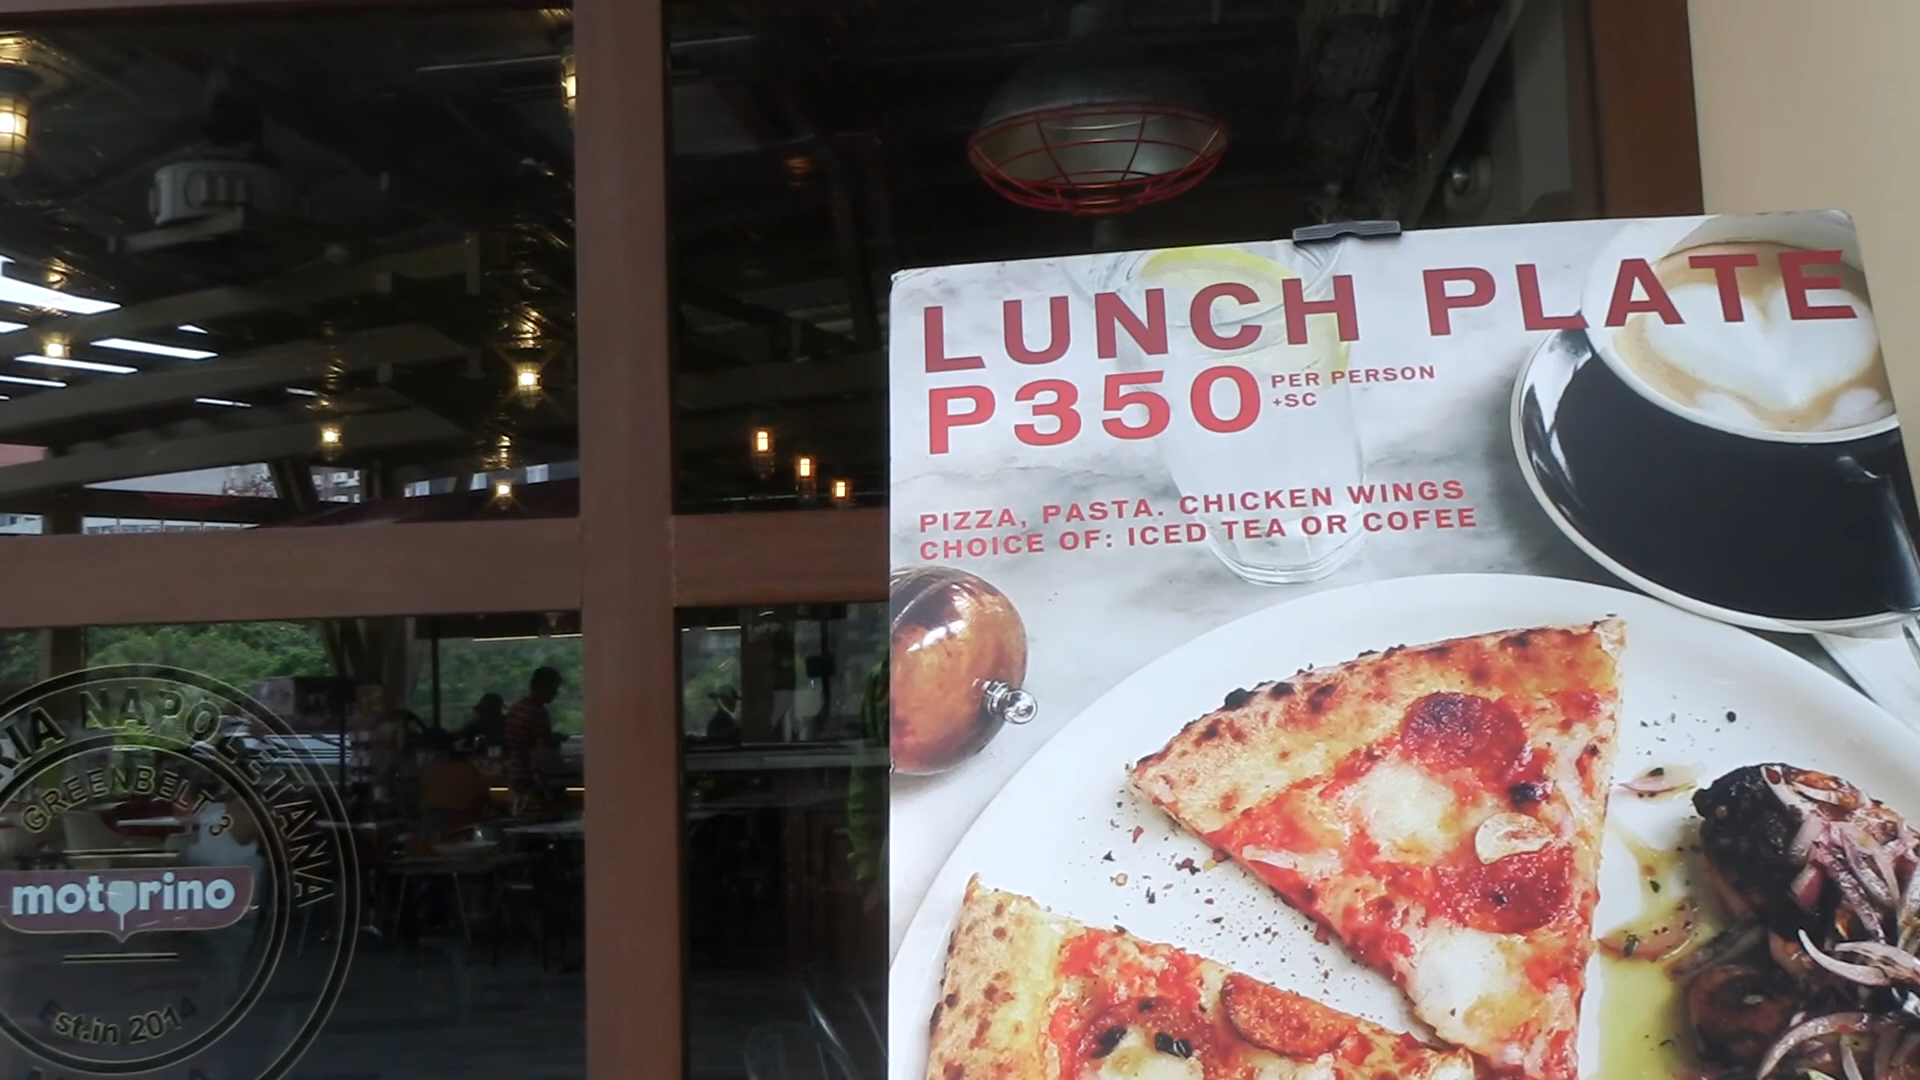 LUNCH PLATE
P350 PER PERSON
+SC
PIZZA, PASTA. CHICKEN WINGS
CHOICE OF: ICED TEA OR COFEE
NAPOLETANA
GREENBELT 3
motorino
Est.in 2014